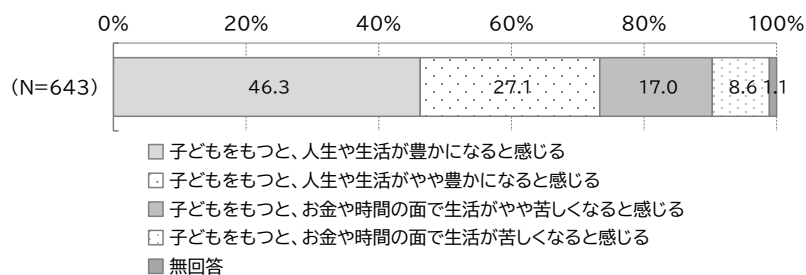 0% 20% 40% 60% 80% 100%
(N=643) 46.3 27.1 17.0 8.6 1.1
子どもをもつと、人生や生活が豊かになると感じる
子どもをもつと、人生や生活がやや豊かになると感じる
子どもをもつと、お金や時間の面で生活がやや苦しくなると感じる
子どもをもつと、お金や時間の面で生活が苦しくなると感じる
無回答